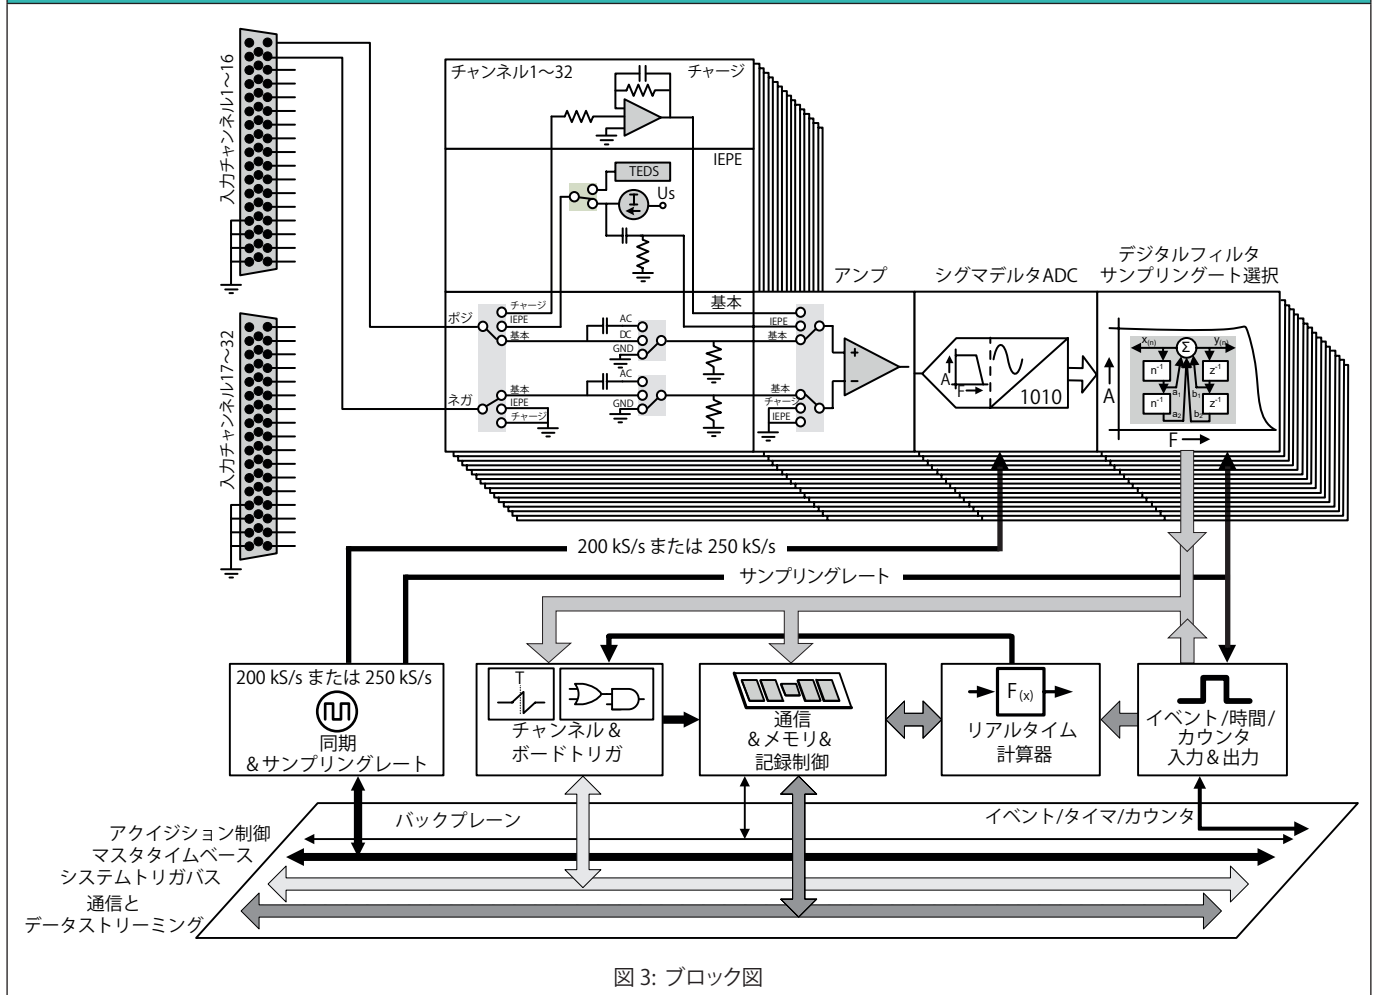 入力チャンネル1～16
入力チャンネル17～32
チャンネル1～32
チャージ
IEPE
TEDS
I
Us
基本
ポジ
チャージ
IEPE
基本
AC
DC
GND
ネガ
基本
IEPE
チャージ
AC
GND
IEPE
基本
基本
チャージ
IEPE
アンプ
+
−
シグマデルタADC
A
F
1010
デジタルフィルタ
サンプリングート選択
A
F
x(n)
Σ
y(n)
n-1
z-1
n-1
z-1
a1
b1
a2
b2
200 kS/s または 250 kS/s
サンプリングレート
200 kS/s または 250 kS/s
同期
&サンプリングレート
T
チャンネル &
ボードトリガ
通信
&メモリ&
記録制御
F(x)
リアルタイム
計算器
イベント/時間/
カウンタ
入力&出力
バックプレーン
イベント/タイマ/カウンタ
アクイジション制御
マスタタイムベース
システムトリガバス
通信と
データストリーミング
図 3: ブロック図